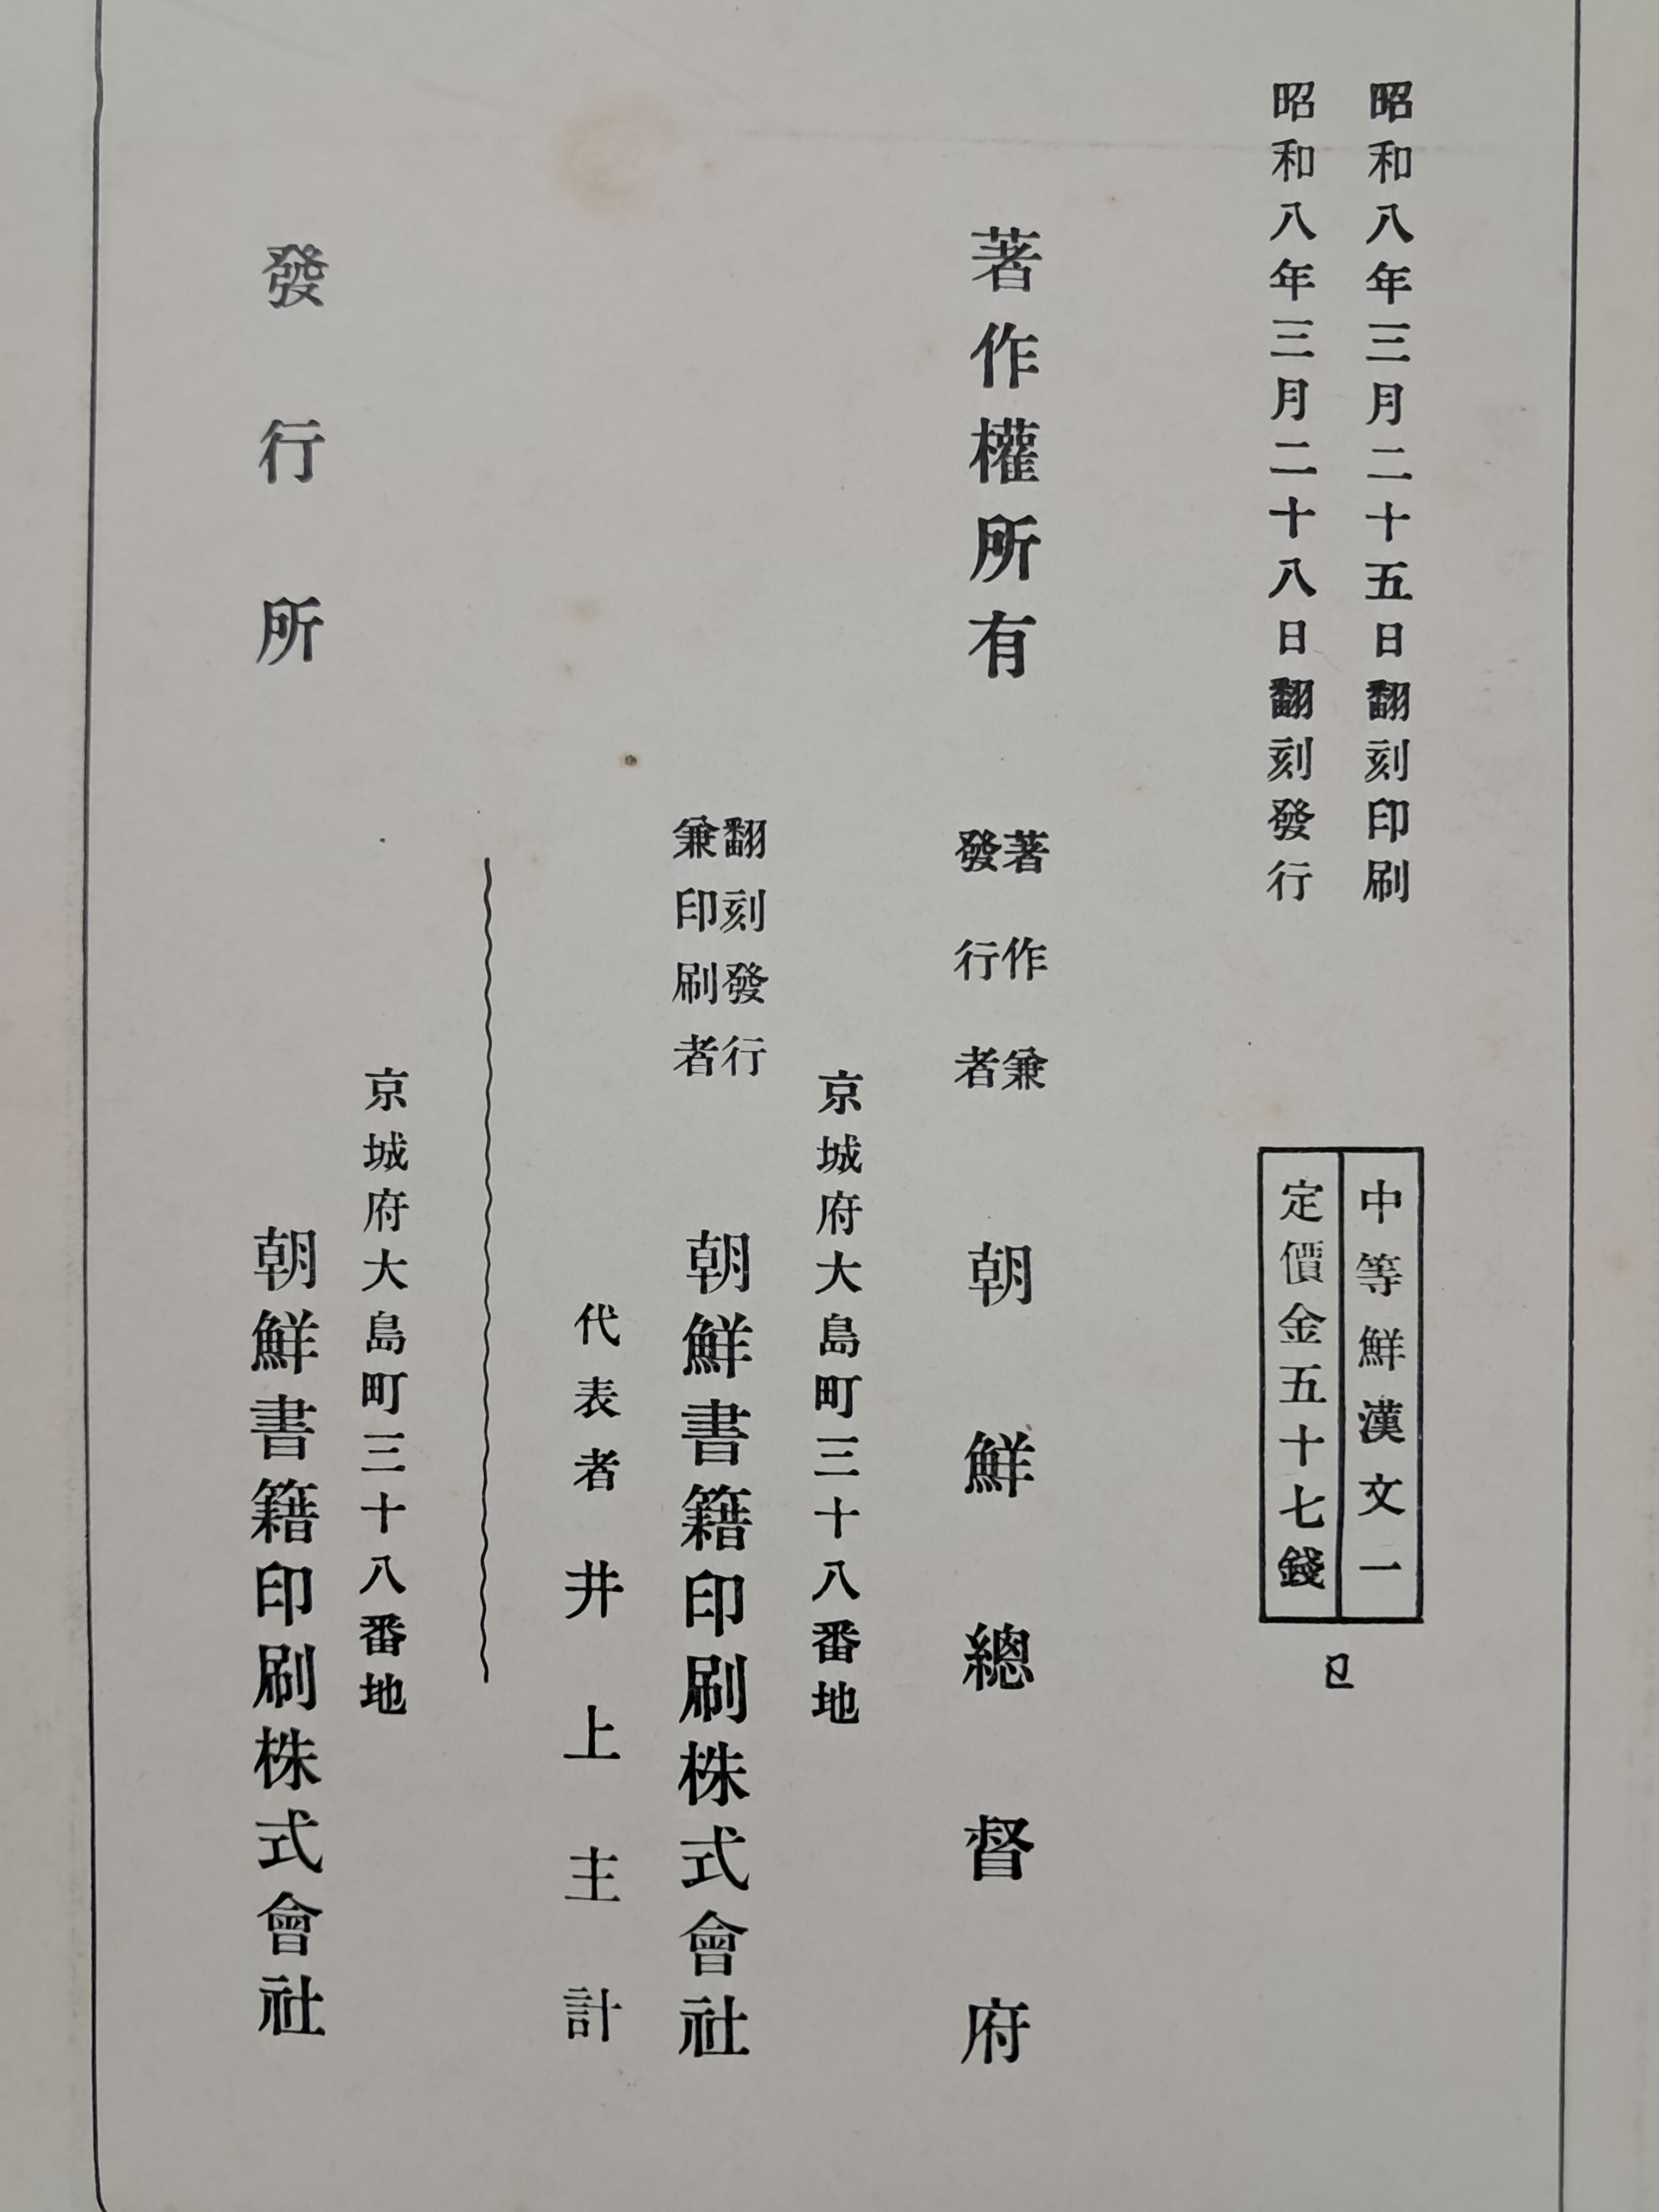 昭和八年三月二十五日翻刻印刷
昭和八年三月二十八日翻刻發行
中等鮮漢文一
定價金五十七錢
著作權所有
著作兼
發行者
朝鮮總督府
京城府大島町三十八番地
翻刻發行
兼印刷者
朝鮮書籍印刷株式會社
代表者 井上主計
京城府大島町三十八番地
發行所
朝鮮書籍印刷株式會社